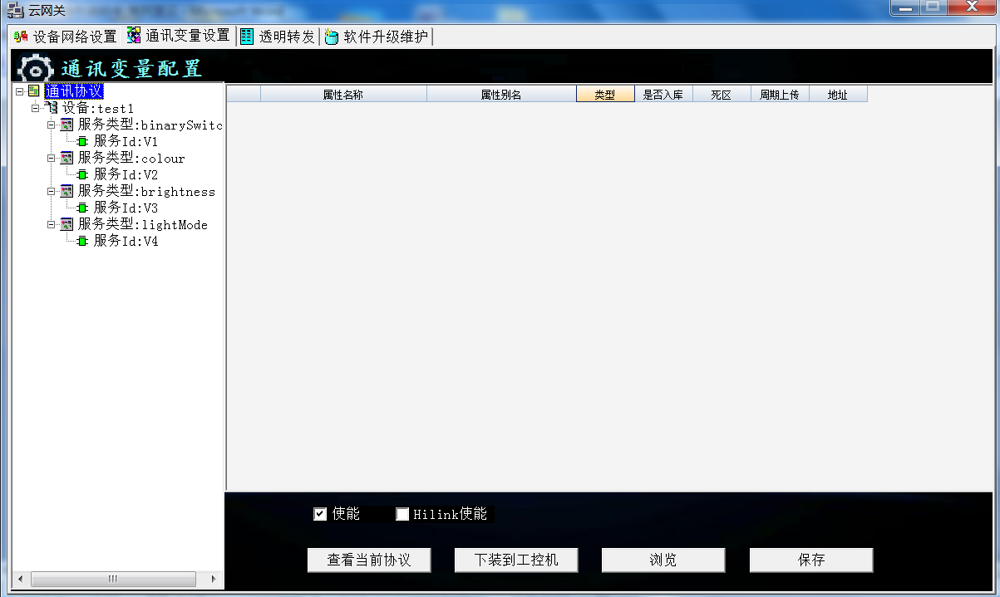 云网关
设备网络设置 通讯变量设置 透明转发 软件升级维护
通讯变量配置
通讯协议
设备:test1
服务类型:binarySwitc
服务Id:V1
服务类型:colour
服务Id:V2
服务类型:brightness
服务Id:V3
服务类型:lightMode
服务Id:V4
属性名称 属性别名 类型 是否入库 死区 周期上传 地址
使能 Hilink使能
查看当前协议 下装到工控机 浏览 保存